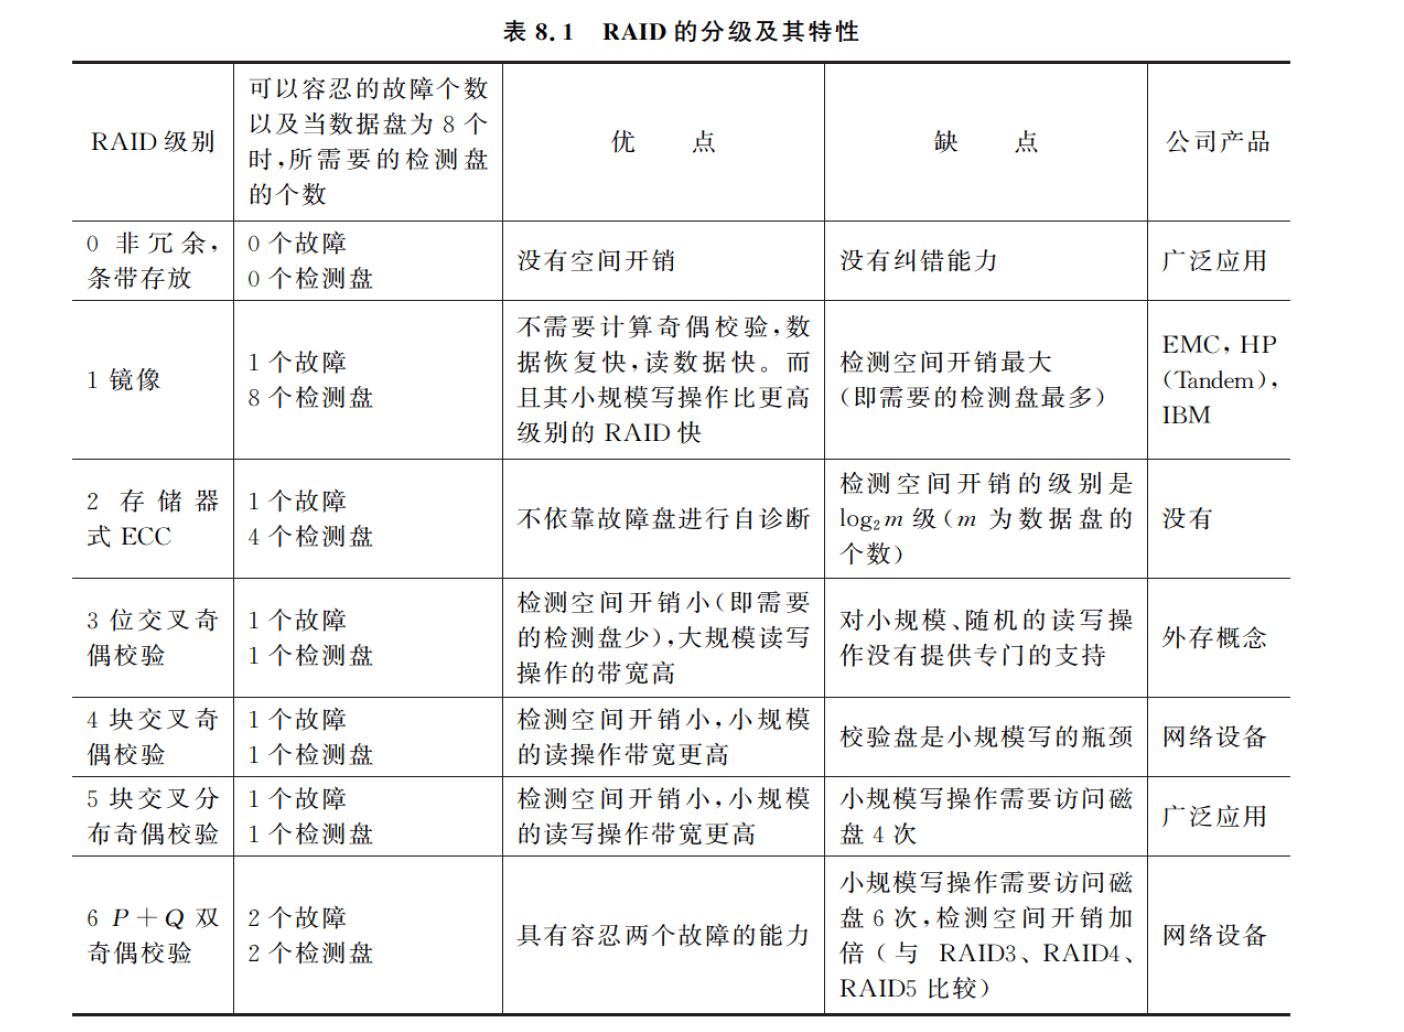 表 8.1 RAID 的分级及其特性
RAID 级别
可以容忍的故障个数
以及当数据盘为 8 个
时,所需要的检测盘
的个数
优 点
缺 点
公司产品
0 非冗余,
条带存放
0 个故障
0 个检测盘
没有空间开销
没有纠错能力
广泛应用
1 镜像
1 个故障
8 个检测盘
不需要计算奇偶校验,数
据恢复快,读数据快。而
且其小规模写操作比更高
级别的 RAID 快
检测空间开销最大
(即需要的检测盘最多)
EMC, HP
(Tandem),
IBM
2 存储器
式 ECC
1 个故障
4 个检测盘
不依靠故障盘进行自诊断
检测空间开销的级别是
log₂m 级(m 为数据盘的
个数)
没有
3 位交叉奇
偶校验
1 个故障
1 个检测盘
检测空间开销小(即需要
的检测盘少),大规模读写
操作的带宽高
对小规模、随机的读写操
作没有提供专门的支持
外存概念
4 块交叉奇
偶校验
1 个故障
1 个检测盘
检测空间开销小,小规模
的读操作带宽更高
校验盘是小规模写的瓶颈
网络设备
5 块交叉分
布奇偶校验
1 个故障
1 个检测盘
检测空间开销小,小规模
的读写操作带宽更高
小规模写操作需要访问磁
盘 4 次
广泛应用
6 P+Q 双
奇偶校验
2 个故障
2 个检测盘
具有容忍两个故障的能力
小规模写操作需要访问磁
盘 6 次,检测空间开销加
倍(与 RAID3、RAID4、
RAID5 比较)
网络设备